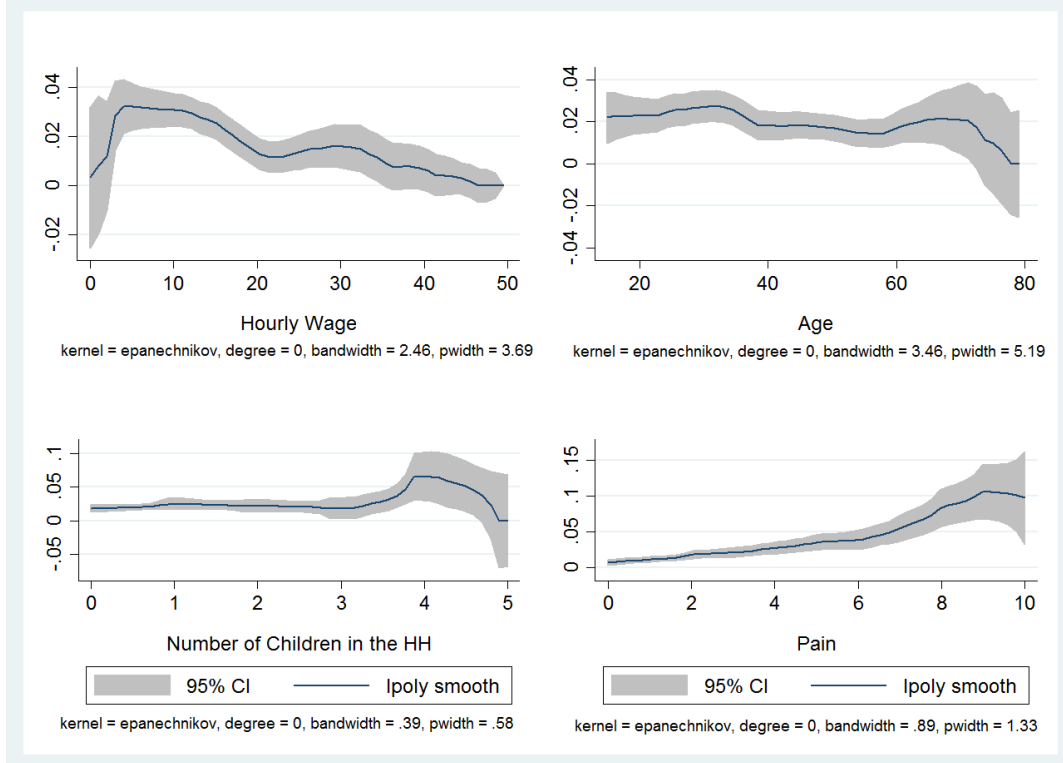 .04
.02
0
-.02
0 10 20 30 40 50
Hourly Wage
kernel = epanechnikov, degree = 0, bandwidth = 2.46, pwidth = 3.69
.04
.02
0
-.02
-.04
20 40 60 80
Age
kernel = epanechnikov, degree = 0, bandwidth = 3.46, pwidth = 5.19
.1
.05
0
-.05
0 1 2 3 4 5
Number of Children in the HH
95% CI lpoly smooth
kernel = epanechnikov, degree = 0, bandwidth = .39, pwidth = .58
.15
.1
.05
0
0 2 4 6 8 10
Pain
95% CI lpoly smooth
kernel = epanechnikov, degree = 0, bandwidth = .89, pwidth = 1.33